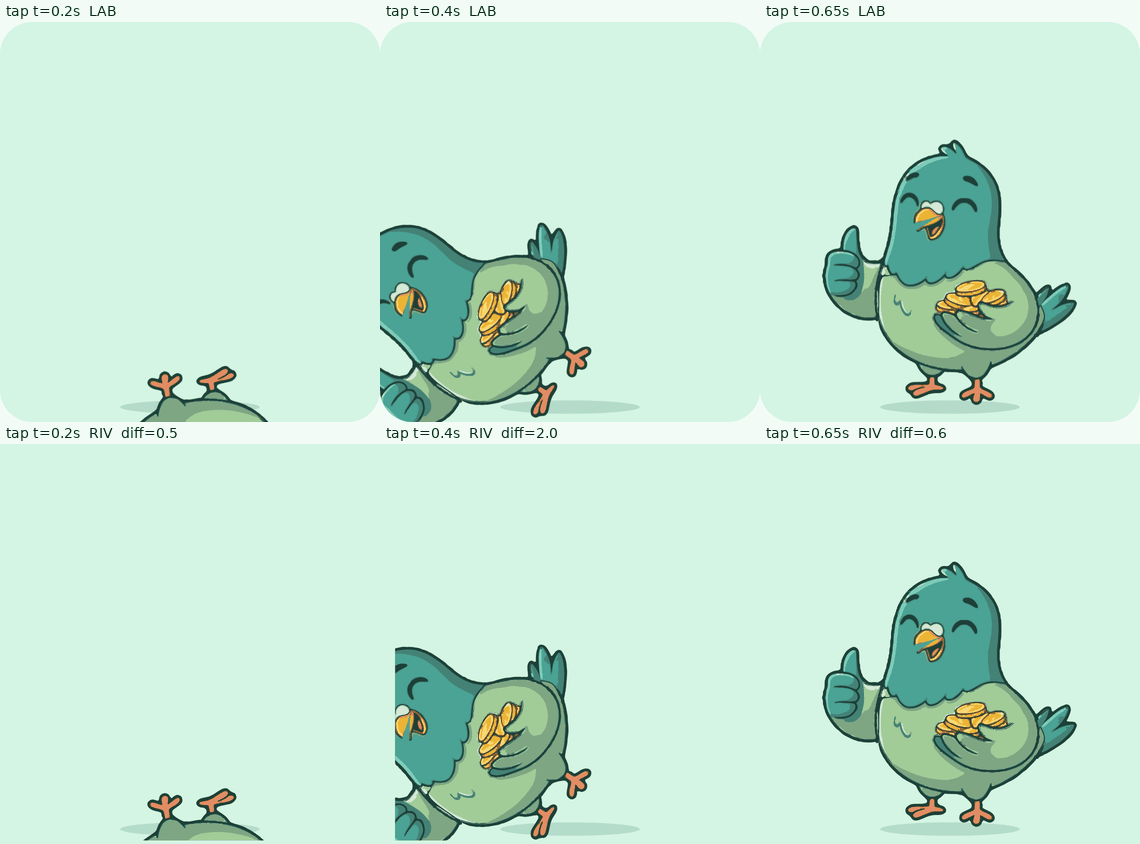 tap t=0.2s LAB
tap t=0.4s LAB
tap t=0.65s LAB
tap t=0.2s RIV diff=0.5
tap t=0.4s RIV diff=2.0
tap t=0.65s RIV diff=0.6